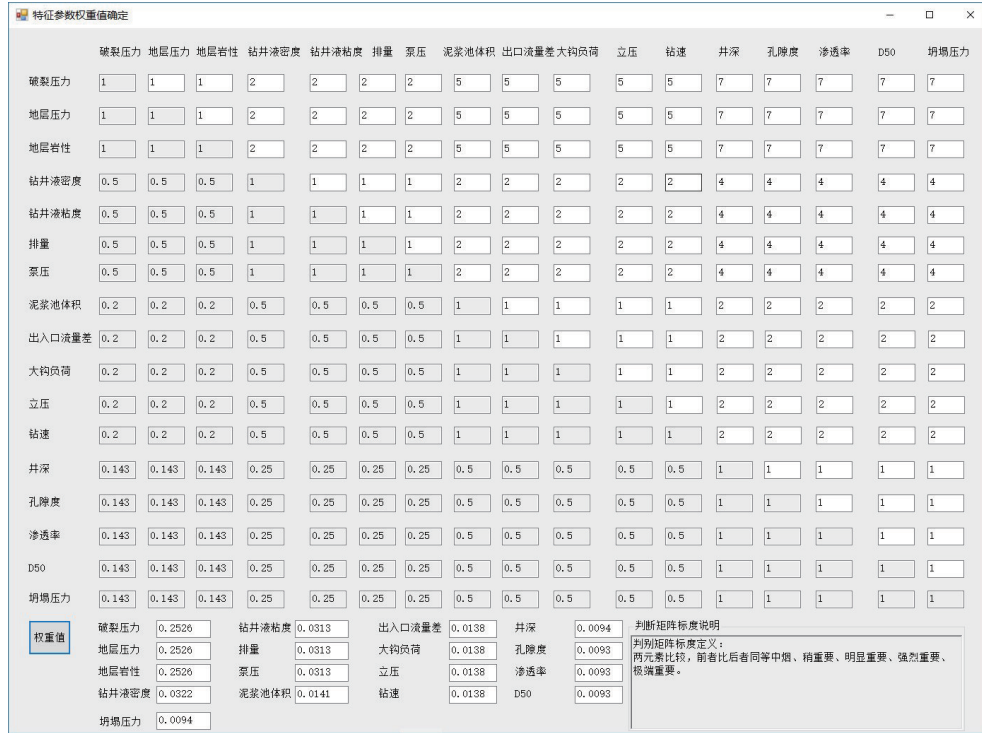 特征参数权重值确定
破裂压力 地层压力 地层岩性 钻井液密度 钻井液粘度 排量 泵压 泥浆池体积 出口流量差 大钩负荷 立压 钻速 井深 孔隙度 渗透率 D50 坍塌压力
破裂压力 1 1 1 2 2 2 2 5 5 5 5 5 7 7 7 7 7
地层压力 1 1 1 2 2 2 2 5 5 5 5 5 7 7 7 7 7
地层岩性 1 1 1 2 2 2 2 5 5 5 5 5 7 7 7 7 7
钻井液密度 0.5 0.5 0.5 1 1 1 1 2 2 2 2 2 4 4 4 4 4
钻井液粘度 0.5 0.5 0.5 1 1 1 1 2 2 2 2 2 4 4 4 4 4
排量 0.5 0.5 0.5 1 1 1 1 2 2 2 2 2 4 4 4 4 4
泵压 0.5 0.5 0.5 1 1 1 1 2 2 2 2 2 4 4 4 4 4
泥浆池体积 0.2 0.2 0.2 0.5 0.5 0.5 0.5 1 1 1 1 1 2 2 2 2 2
出入口流量差 0.2 0.2 0.2 0.5 0.5 0.5 0.5 1 1 1 1 1 2 2 2 2 2
大钩负荷 0.2 0.2 0.2 0.5 0.5 0.5 0.5 1 1 1 1 1 2 2 2 2 2
立压 0.2 0.2 0.2 0.5 0.5 0.5 0.5 1 1 1 1 1 2 2 2 2 2
钻速 0.2 0.2 0.2 0.5 0.5 0.5 0.5 1 1 1 1 1 2 2 2 2 2
井深 0.143 0.143 0.143 0.25 0.25 0.25 0.25 0.5 0.5 0.5 0.5 0.5 1 1 1 1 1
孔隙度 0.143 0.143 0.143 0.25 0.25 0.25 0.25 0.5 0.5 0.5 0.5 0.5 1 1 1 1 1
渗透率 0.143 0.143 0.143 0.25 0.25 0.25 0.25 0.5 0.5 0.5 0.5 0.5 1 1 1 1 1
D50 0.143 0.143 0.143 0.25 0.25 0.25 0.25 0.5 0.5 0.5 0.5 0.5 1 1 1 1 1
坍塌压力 0.143 0.143 0.143 0.25 0.25 0.25 0.25 0.5 0.5 0.5 0.5 0.5 1 1 1 1 1
权重值
破裂压力 0.2526 钻井液粘度 0.0313 出入口流量差 0.0138 井深 0.0094
地层压力 0.2526 排量 0.0313 大钩负荷 0.0138 孔隙度 0.0093
地层岩性 0.2526 泵压 0.0313 立压 0.0138 渗透率 0.0093
钻井液密度 0.0322 泥浆池体积 0.0141 钻速 0.0138 D50 0.0093
坍塌压力 0.0094
判断矩阵标度说明
判别矩阵标度定义：
两元素比较，前者比后者同等中烟、稍重要、明显重要、强烈重要、
极端重要。